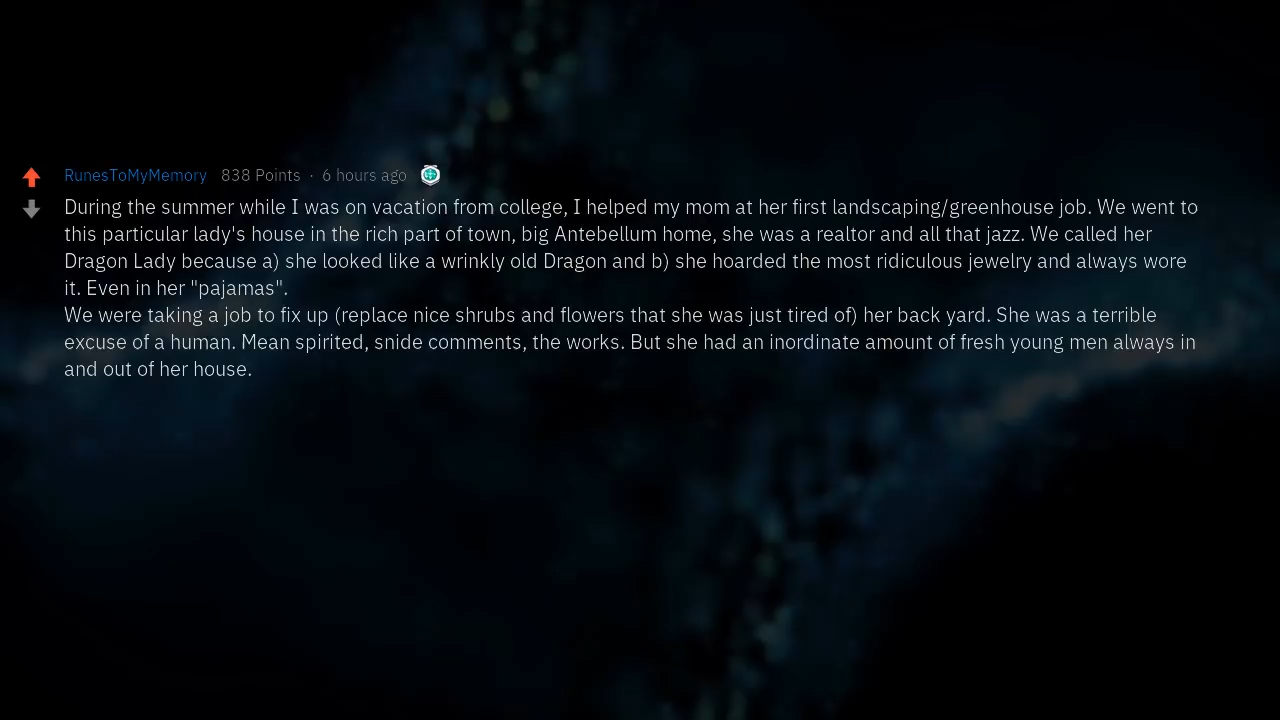 RunesToMyMemory 838 Points · 6 hours ago
During the summer while I was on vacation from college, I helped my mom at her first landscaping/greenhouse job. We went to
this particular lady's house in the rich part of town, big Antebellum home, she was a realtor and all that jazz. We called her
Dragon Lady because a) she looked like a wrinkly old Dragon and b) she hoarded the most ridiculous jewelry and always wore
it. Even in her "pajamas".
We were taking a job to fix up (replace nice shrubs and flowers that she was just tired of) her back yard. She was a terrible
excuse of a human. Mean spirited, snide comments, the works. But she had an inordinate amount of fresh young men always in
and out of her house.